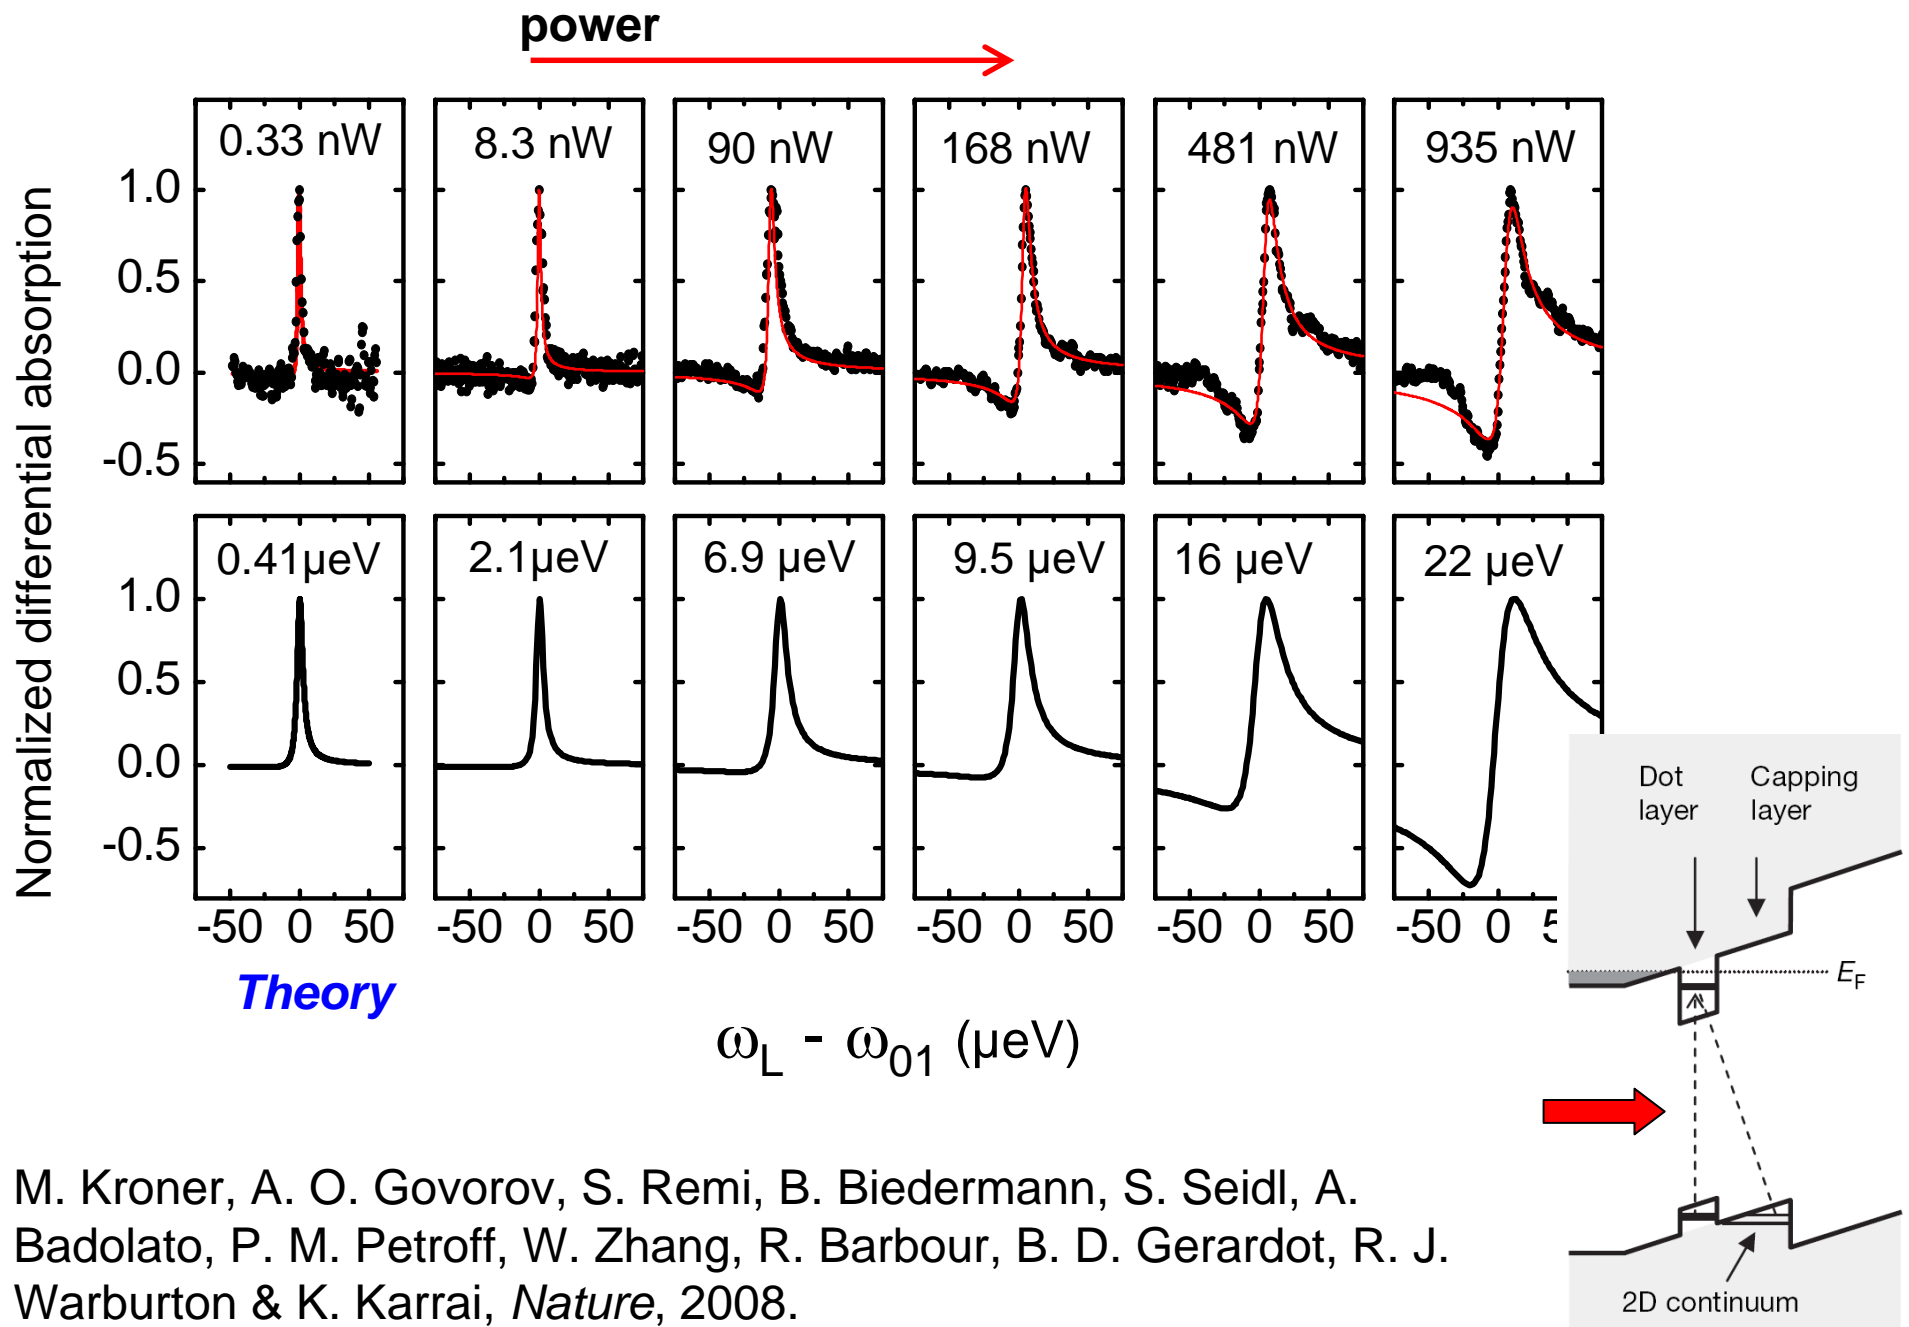 power
0.33 nW
8.3 nW
90 nW
168 nW
481 nW
935 nW
1.0
0.5
0.0
-0.5
Normalized differential absorption
0.41µeV
2.1µeV
6.9 µeV
9.5 µeV
16 µeV
22 µeV
1.0
0.5
0.0
-0.5
-50 0 50
-50 0 50
-50 0 50
-50 0 50
-50 0 50
-50 0
Theory
ω_L - ω_01 (µeV)
Dot
layer
Capping
layer
E_F
2D continuum
M. Kroner, A. O. Govorov, S. Remi, B. Biedermann, S. Seidl, A.
Badolato, P. M. Petroff, W. Zhang, R. Barbour, B. D. Gerardot, R. J.
Warburton & K. Karrai, Nature, 2008.